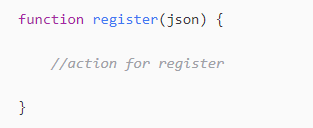 function register(json) {
//action for register
}